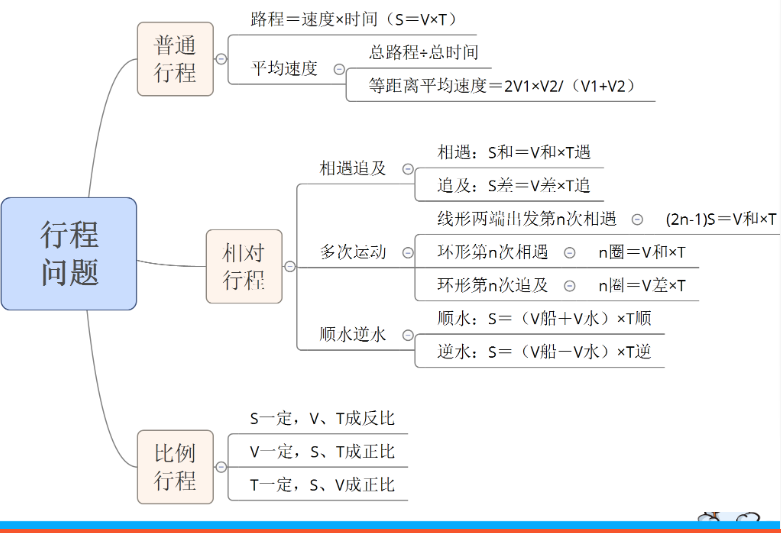 行程
问题
普通
行程
路程＝速度×时间（S＝V×T）
平均速度
总路程÷总时间
等距离平均速度＝2V1×V2/（V1+V2）
相对
行程
相遇追及
相遇：S和＝V和×T遇
追及：S差＝V差×T追
多次运动
线形两端出发第n次相遇
(2n-1)S＝V和×T
环形第n次相遇
n圈＝V和×T
环形第n次追及
n圈＝V差×T
顺水逆水
顺水：S＝（V船＋V水）×T顺
逆水：S＝（V船－V水）×T逆
比例
行程
S一定，V、T成反比
V一定，S、T成正比
T一定，S、V成正比